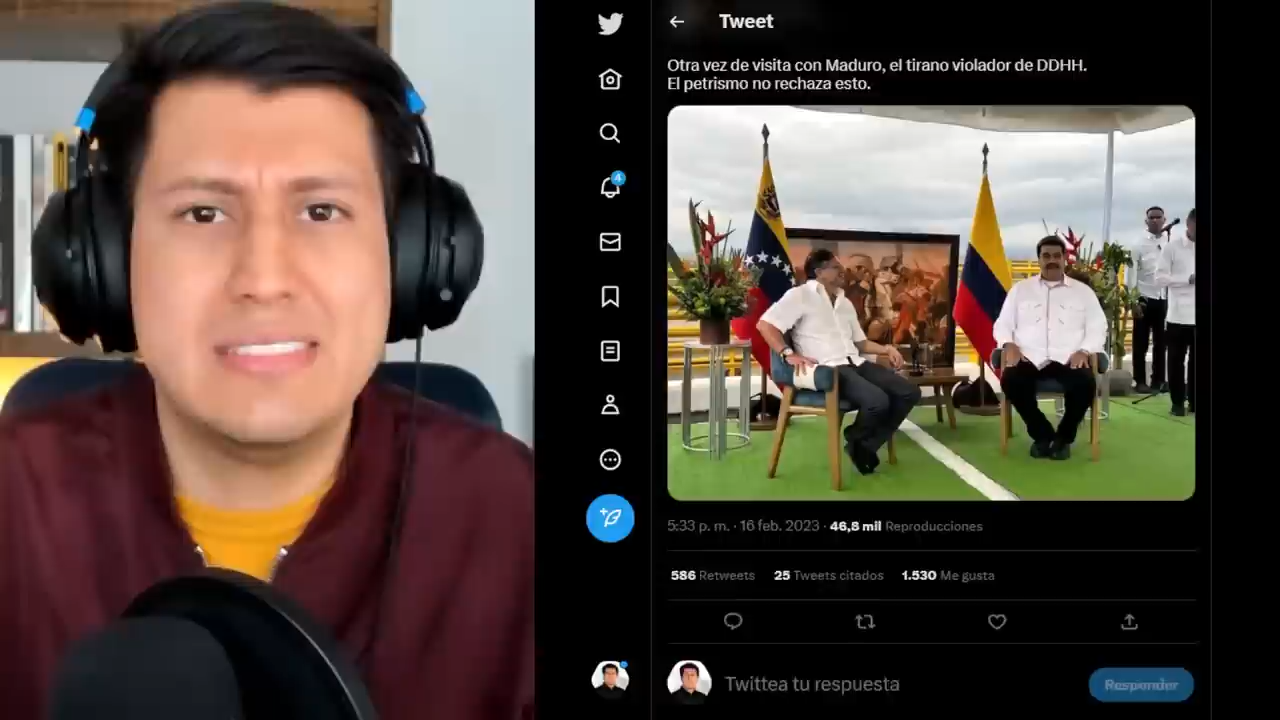 Tweet
Otra vez de visita con Maduro, el tirano violador de DDHH.
El petrismo no rechaza esto.
4
5:33 p. m. · 16 feb. 2023 · 46,8 mil Reproducciones
586 Retweets 25 Tweets citados 1.530 Me gusta
Twittea tu respuesta Responder